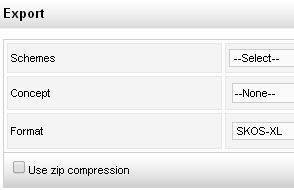 Export
Schemes --Select--
Concept --None--
Format SKOS-XL
Use zip compression